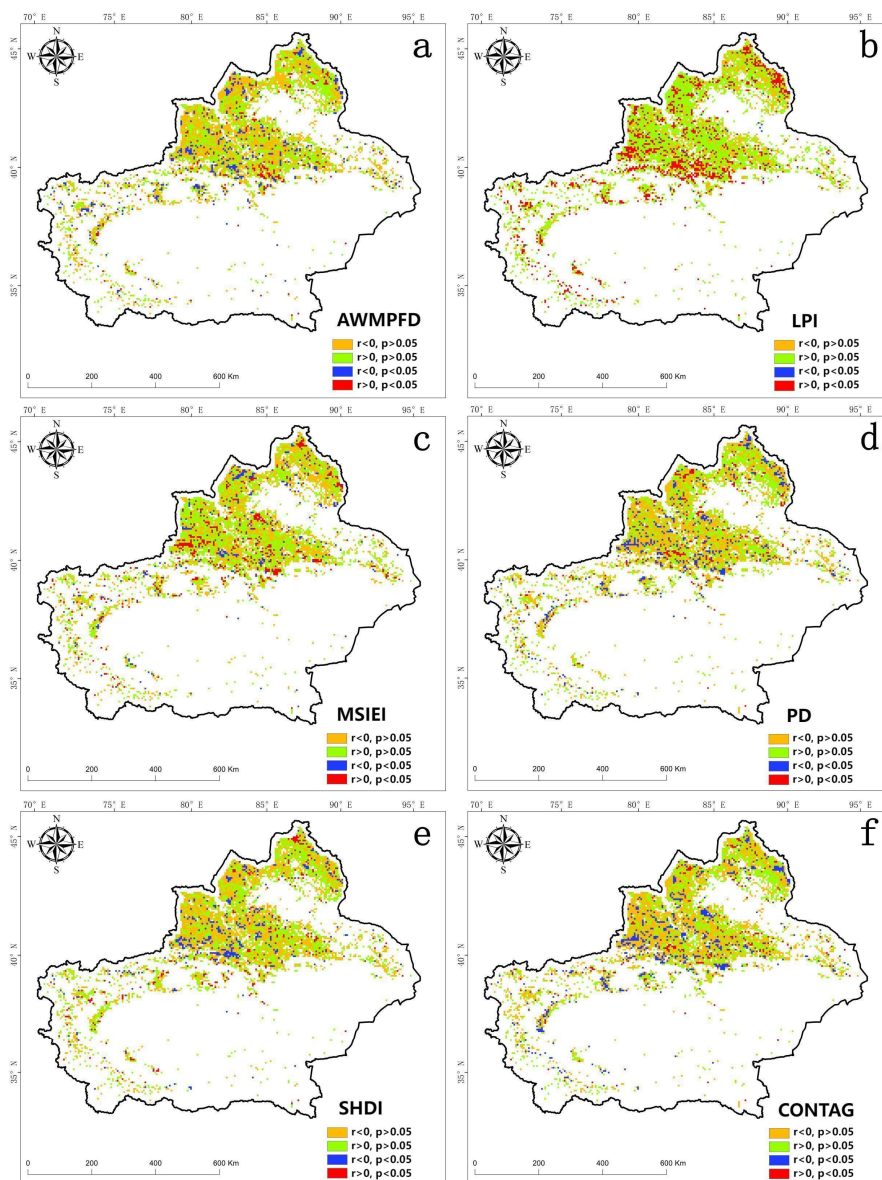 70° E 75° E 80° E 85° E 90° E 95° E
45° N
40° N
35° N
N
W E
S
a
AWMPFD
r<0, p>0.05
r>0, p>0.05
r<0, p<0.05
r>0, p<0.05
0 200 400 600 Km
70° E 75° E 80° E 85° E 90° E 95° E
45° N
40° N
35° N
N
W E
S
b
LPI
r<0, p>0.05
r>0, p>0.05
r<0, p<0.05
r>0, p<0.05
0 200 400 600 Km
70° E 75° E 80° E 85° E 90° E 95° E
45° N
40° N
35° N
N
W E
S
c
MSIEI
r<0, p>0.05
r>0, p>0.05
r<0, p<0.05
r>0, p<0.05
0 200 400 600 Km
70° E 75° E 80° E 85° E 90° E 95° E
45° N
40° N
35° N
N
W E
S
d
PD
r<0, p>0.05
r>0, p>0.05
r<0, p<0.05
r>0, p<0.05
0 200 400 600 Km
70° E 75° E 80° E 85° E 90° E 95° E
45° N
40° N
35° N
N
W E
S
e
SHDI
r<0, p>0.05
r>0, p>0.05
r<0, p<0.05
r>0, p<0.05
0 200 400 600 Km
70° E 75° E 80° E 85° E 90° E 95° E
45° N
40° N
35° N
N
W E
S
f
CONTAG
r<0, p>0.05
r>0, p>0.05
r<0, p<0.05
r>0, p<0.05
0 200 400 600 Km